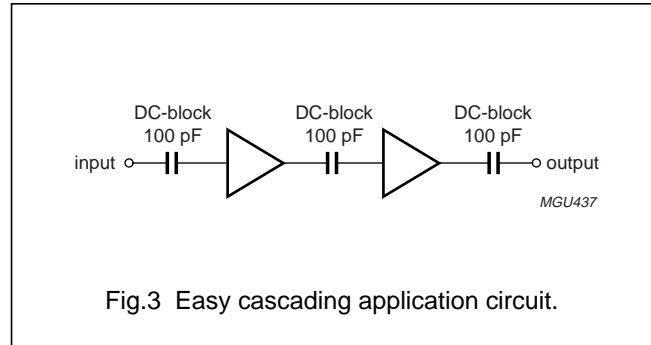 DC-block DC-block DC-block
100 pF 100 pF 100 pF
input output
MGU437
Fig.3 Easy cascading application circuit.